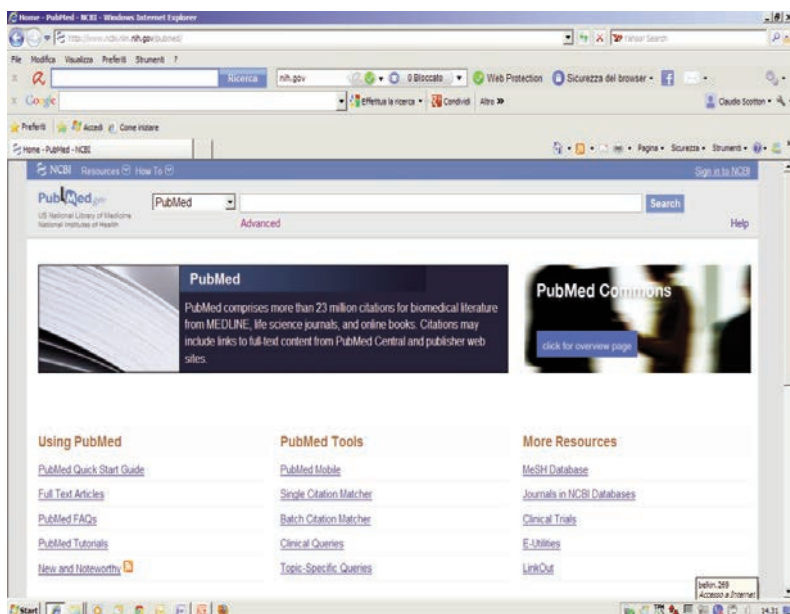 Home - PubMed - NCBI - Windows Internet Explorer
File Modifica Visualizza Preferiti Strumenti ?
Ricerca nih.gov 0 Bloccato Web Protection Sicurezza del browser
Google Effettua la ricerca Condividi Altro » Claudio Scotton
Preferiti Accedi Come iniziare
Home - PubMed - NCBI Pagina Sicurezza Strumenti
NCBI Resources How To Sign in to NCBI
PubMed.gov
US National Library of Medicine
National Institutes of Health
PubMed Search
Advanced Help
PubMed
PubMed comprises more than 23 million citations for biomedical literature
from MEDLINE, life science journals, and online books. Citations may
include links to full-text content from PubMed Central and publisher web
sites.
PubMed Commons
click for overview page
Using PubMed
PubMed Quick Start Guide
Full Text Articles
PubMed FAQs
PubMed Tutorials
New and Noteworthy
PubMed Tools
PubMed Mobile
Single Citation Matcher
Batch Citation Matcher
Clinical Queries
Topic-Specific Queries
More Resources
MeSH Database
Journals in NCBI Databases
Clinical Trials
E-Utilities
LinkOut
belkin.269
Accesso a Internet
Start 14.31